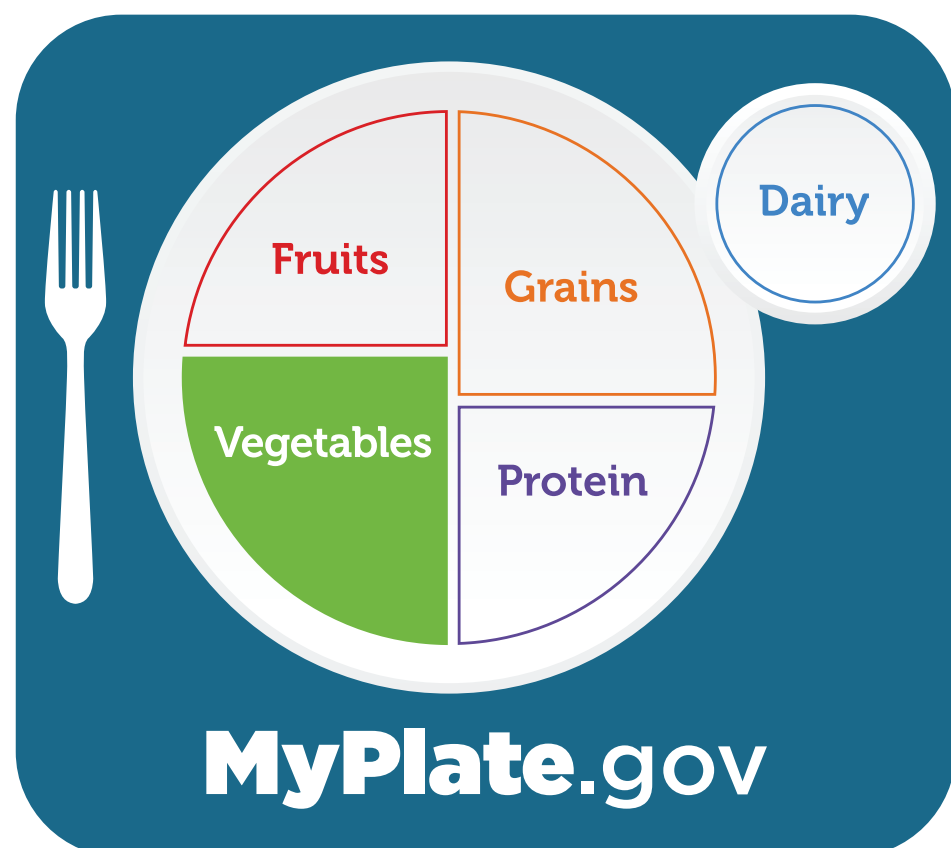 Dairy
Fruits
Grains
Vegetables
Protein
MyPlate.gov